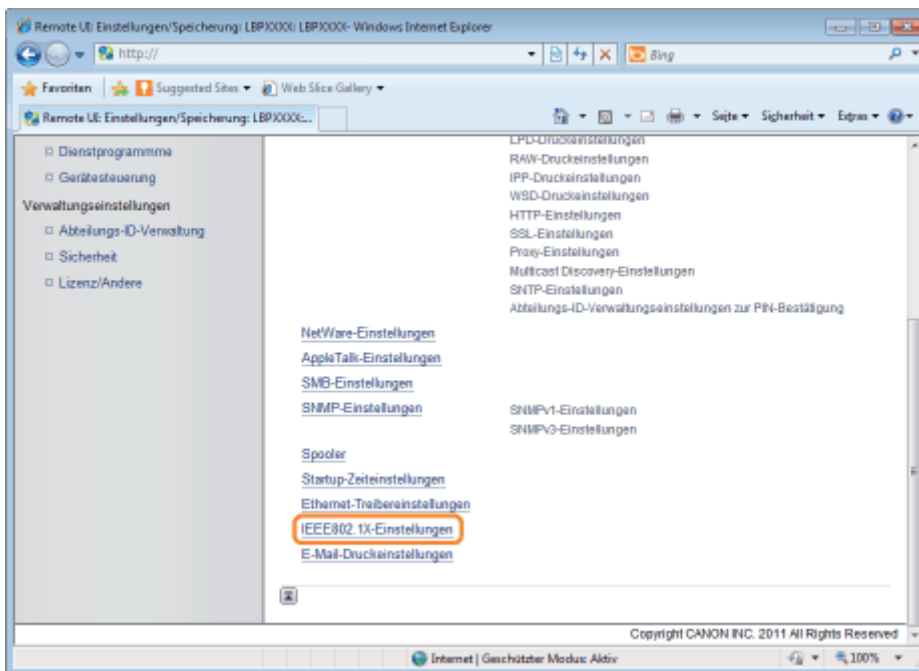 Remote UI: Einstellungen/Speicherung: LBPXXXX: LBPXXXX- Windows Internet Explorer
http://
Bing
Favoriten
Suggested Sites
Web Slice Gallery
Remote UI: Einstellungen/Speicherung: LBPXXXX:...
Seite
Sicherheit
Extras
Dienstprogrammme
Gerätesteuerung
Verwaltungseinstellungen
Abteilungs-ID-Verwaltung
Sicherheit
Lizenz/Andere
LPD-Druckeinstellungen
RAW-Druckeinstellungen
IPP-Druckeinstellungen
WSD-Druckeinstellungen
HTTP-Einstellungen
SSL-Einstellungen
Proxy-Einstellungen
Multicast Discovery-Einstellungen
SNTP-Einstellungen
Abteilungs-ID-Verwaltungseinstellungen zur PIN-Bestätigung
NetWare-Einstellungen
AppleTalk-Einstellungen
SMB-Einstellungen
SNMP-Einstellungen
SNMPv1-Einstellungen
SNMPv3-Einstellungen
Spooler
Startup-Zeiteinstellungen
Ethernet-Treibereinstellungen
IEEE802.1X-Einstellungen
E-Mail-Druckeinstellungen
Copyright CANON INC. 2011 All Rights Reserved
Internet | Geschützter Modus: Aktiv
100%